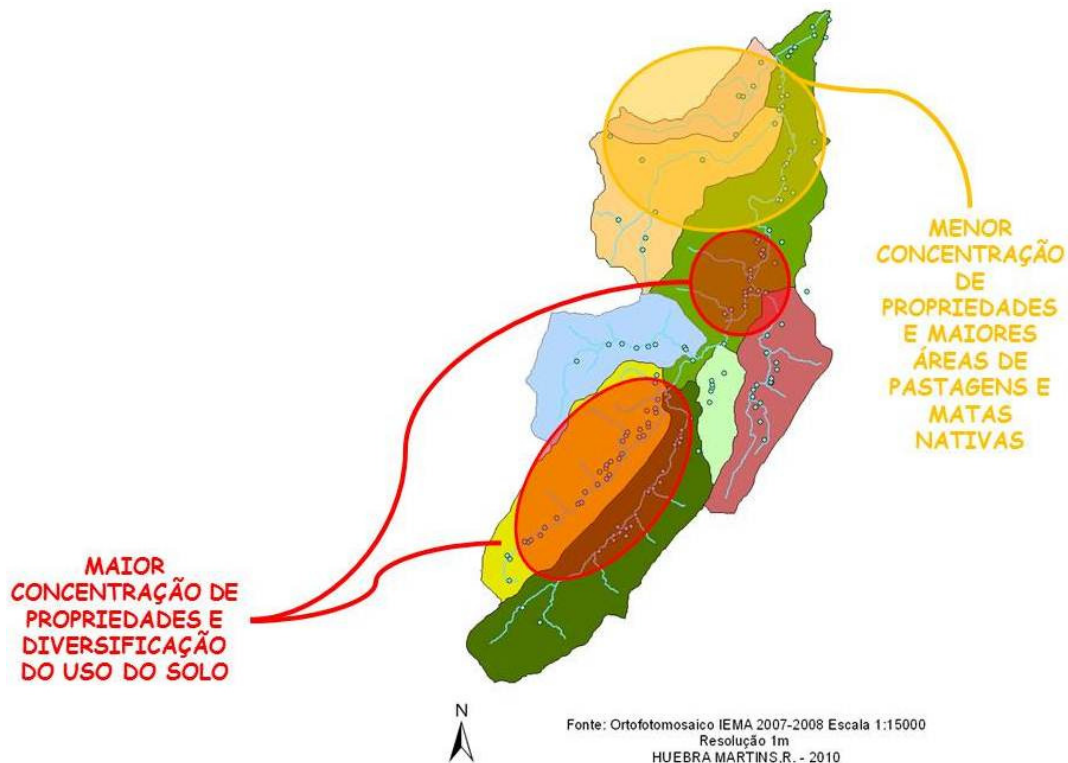 MENOR
CONCENTRAÇÃO
DE
PROPRIEDADES
E MAIORES
ÁREAS DE
PASTAGENS E
MATAS
NATIVAS
MAIOR
CONCENTRAÇÃO DE
PROPRIEDADES E
DIVERSIFICAÇÃO
DO USO DO SOLO
N
Fonte: Ortofotomosaico IEMA 2007-2008 Escala 1:15000
Resolução 1m
HUEBRA MARTINS,R. - 2010